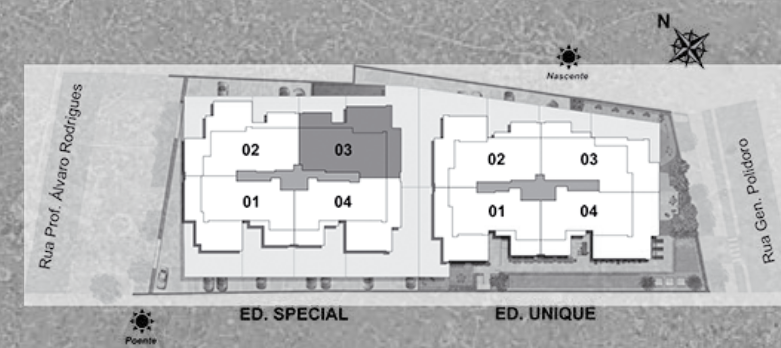 N
Nascente
Rua Prof. Álvaro Rodrigues
02
03
01
04
02
03
01
04
Rua Gen. Polidoro
ED. SPECIAL
ED. UNIQUE
Poente